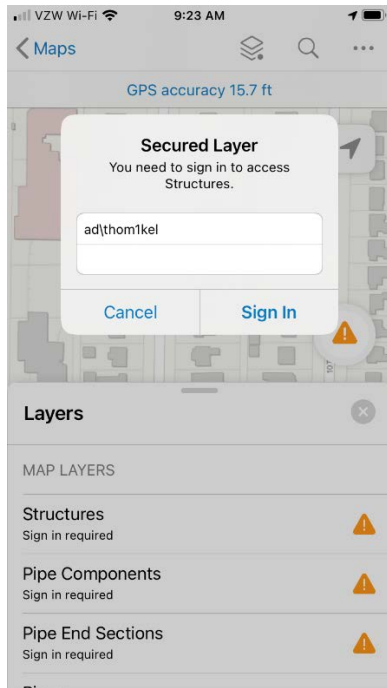 VZW Wi-Fi 9:23 AM
Maps
GPS accuracy 15.7 ft
Secured Layer
You need to sign in to access
Structures.
ad\thom1kel
Cancel Sign In
Layers
MAP LAYERS
Structures
Sign in required
Pipe Components
Sign in required
Pipe End Sections
Sign in required